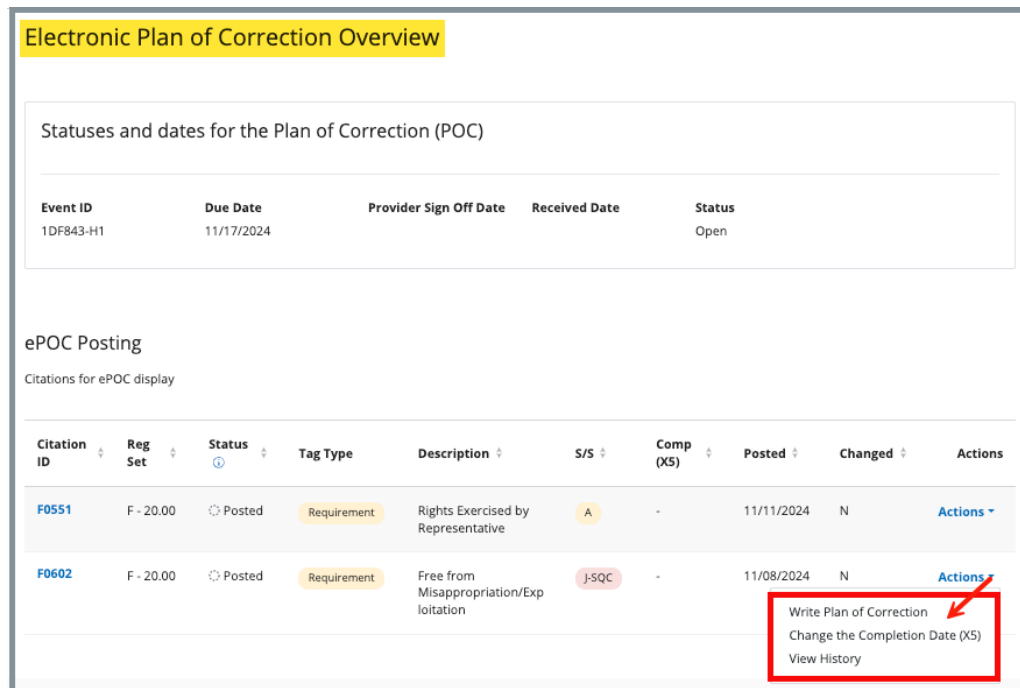 Electronic Plan of Correction Overview
Statuses and dates for the Plan of Correction (POC)
Event ID Due Date Provider Sign Off Date Received Date Status
1DF843-H1 11/17/2024 Open
ePOC Posting
Citations for ePOC display
Citation ID Reg Set Status Tag Type Description S/S Comp (X5) Posted Changed Actions
F0551 F - 20.00 Posted Requirement Rights Exercised by A - 11/11/2024 N Actions
Representative
F0602 F - 20.00 Posted Requirement Free from J-SQC - 11/08/2024 N Actions
Misappropriation/Exp
loitation
Write Plan of Correction
Change the Completion Date (X5)
View History